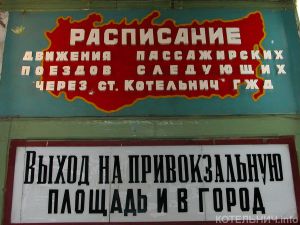 РАСПИСАНИЕ
ДВИЖЕНИЯ ПАССАЖИРСКИХ
ПОЕЗДОВ СЛЕДУЮЩИХ
ЧЕРЕЗ СТ. КОТЕЛЬНИЧ ГЖД
ВЫХОД НА ПРИВОКЗАЛЬНУЮ
ПЛОЩАДЬ И В ГОРОД
КОТЕЛЬНИЧ.info